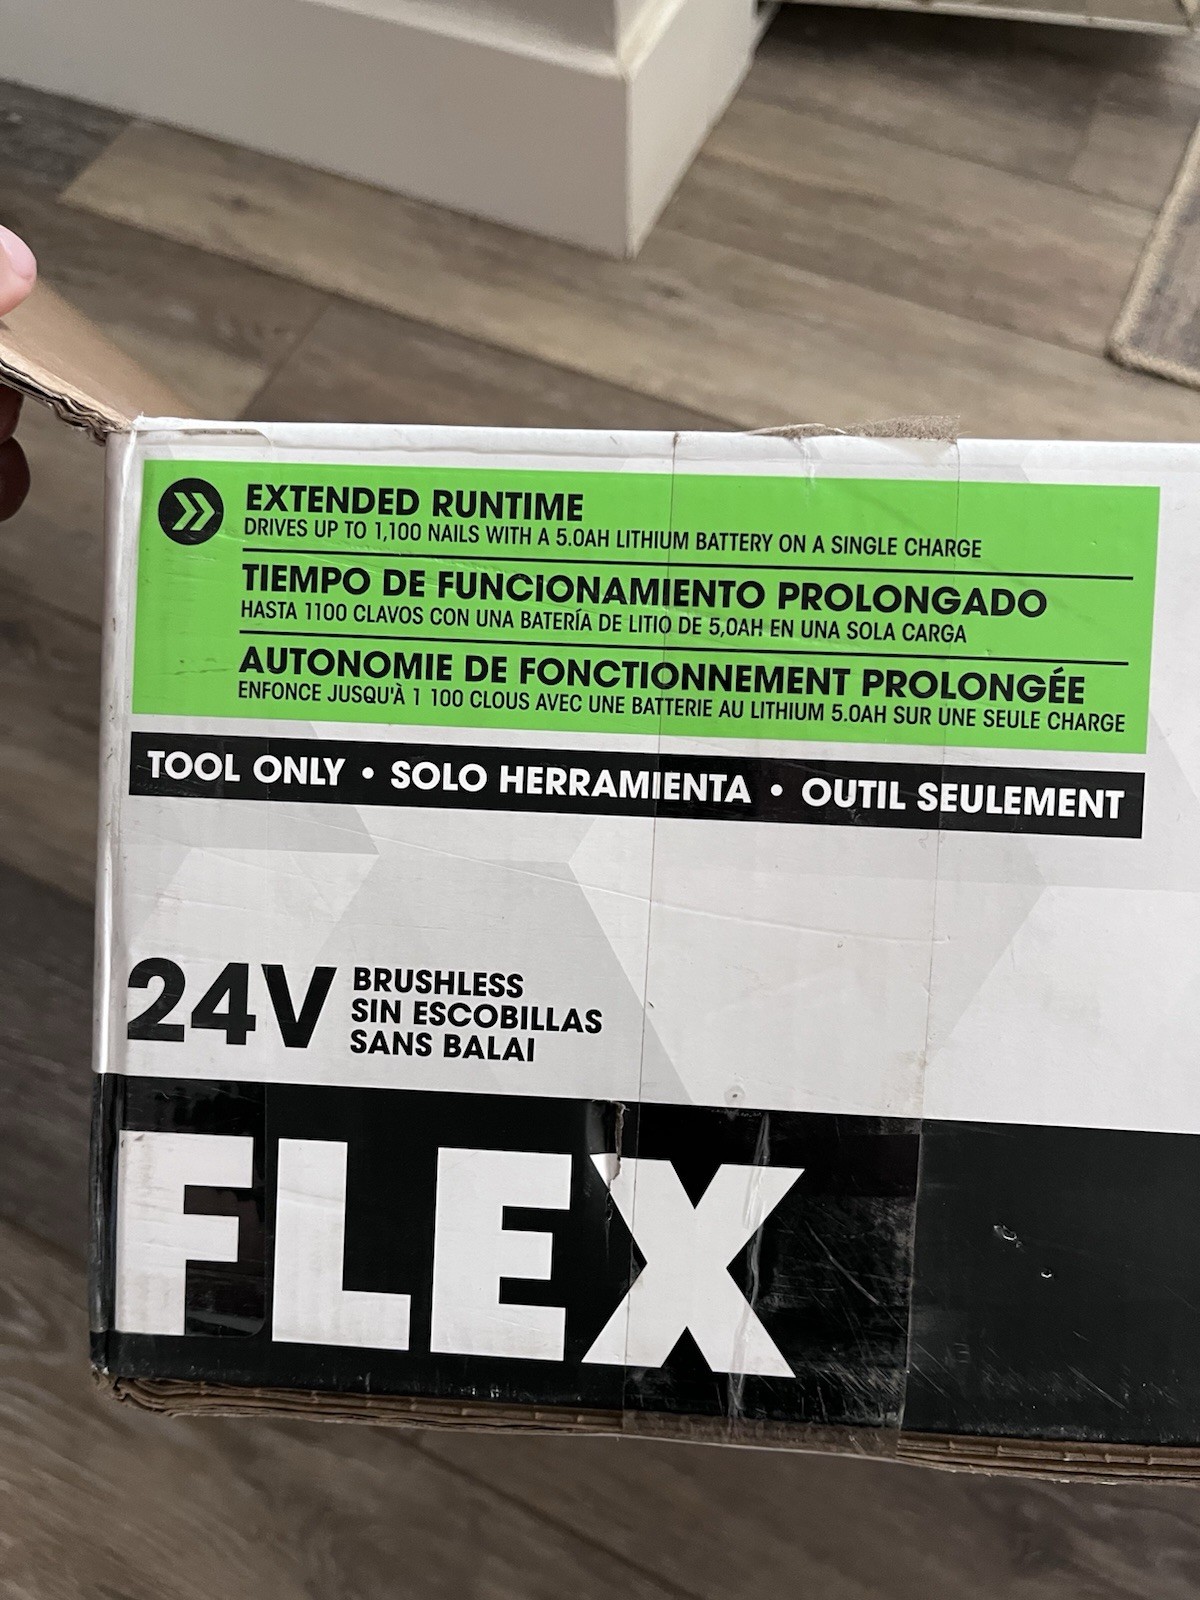 EXTENDED RUNTIME
DRIVES UP TO 1,100 NAILS WITH A 5.0AH LITHIUM BATTERY ON A SINGLE CHARGE
TIEMPO DE FUNCIONAMIENTO PROLONGADO
HASTA 1100 CLAVOS CON UNA BATERÍA DE LITIO DE 5,0AH EN UNA SOLA CARGA
AUTONOMIE DE FONCTIONNEMENT PROLONGÉE
ENFONCE JUSQU'À 1 100 CLOUS AVEC UNE BATTERIE AU LITHIUM 5.0AH SUR UNE SEULE CHARGE
TOOL ONLY • SOLO HERRAMIENTA • OUTIL SEULEMENT
24V BRUSHLESS
SIN ESCOBILLAS
SANS BALAI
FLEX